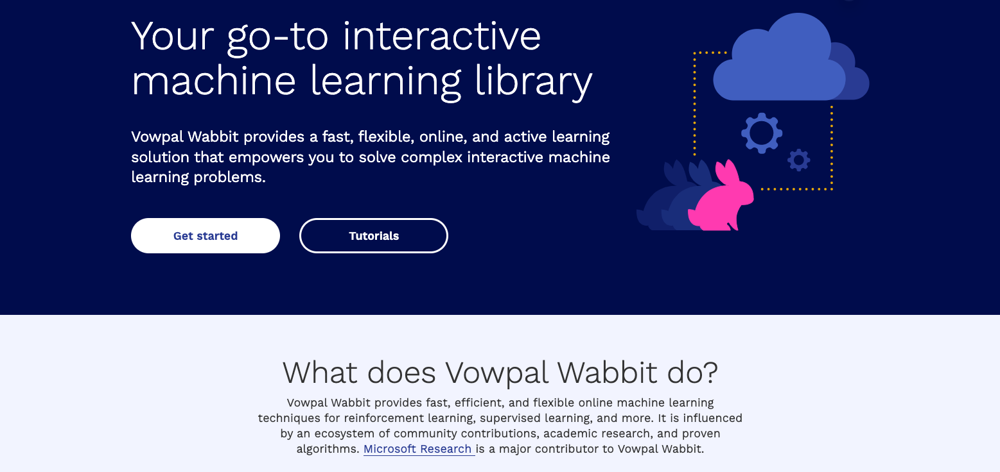 Your go-to interactive
machine learning library
Vowpal Wabbit provides a fast, flexible, online, and active learning
solution that empowers you to solve complex interactive machine
learning problems.
Get started
Tutorials
What does Vowpal Wabbit do?
Vowpal Wabbit provides fast, efficient, and flexible online machine learning
techniques for reinforcement learning, supervised learning, and more. It is influenced
by an ecosystem of community contributions, academic research, and proven
algorithms. Microsoft Research is a major contributor to Vowpal Wabbit.